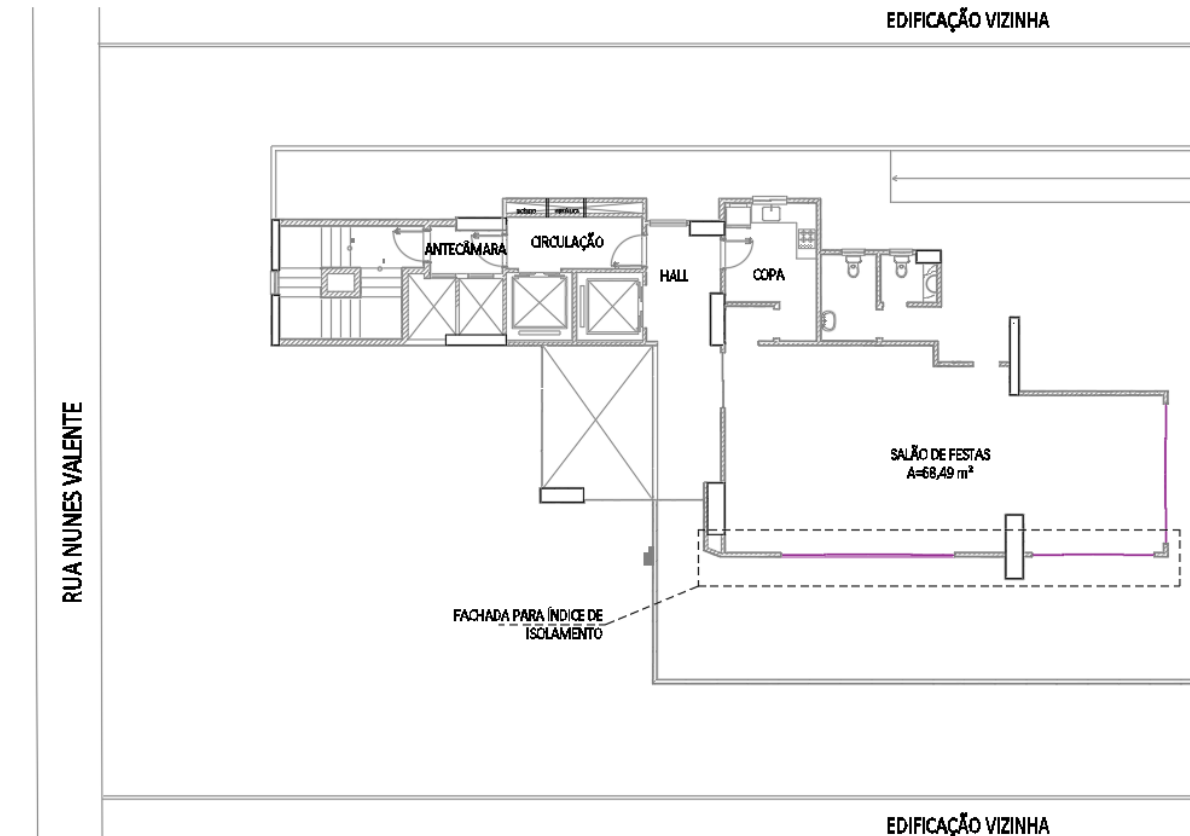 EDIFICAÇÃO VIZINHA
ANTECÂMARA
CIRCULAÇÃO
HALL
COPA
RUA NUNES VALENTE
SALÃO DE FESTAS
A=68,49 m²
FACHADA PARA ÍNDICE DE
ISOLAMENTO
EDIFICAÇÃO VIZINHA